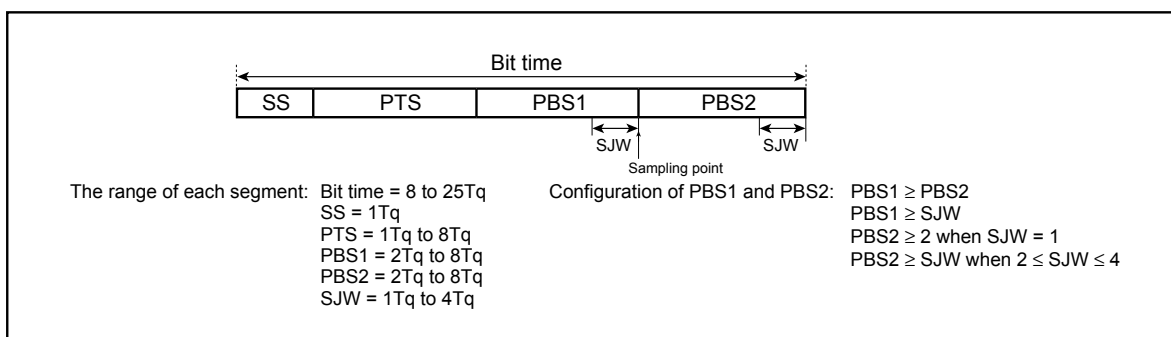 Bit time
SS PTS PBS1 PBS2
SJW SJW
Sampling point
The range of each segment: Bit time = 8 to 25Tq
SS = 1Tq
PTS = 1Tq to 8Tq
PBS1 = 2Tq to 8Tq
PBS2 = 2Tq to 8Tq
SJW = 1Tq to 4Tq
Configuration of PBS1 and PBS2: PBS1 ≥ PBS2
PBS1 ≥ SJW
PBS2 ≥ 2 when SJW = 1
PBS2 ≥ SJW when 2 ≤ SJW ≤ 4